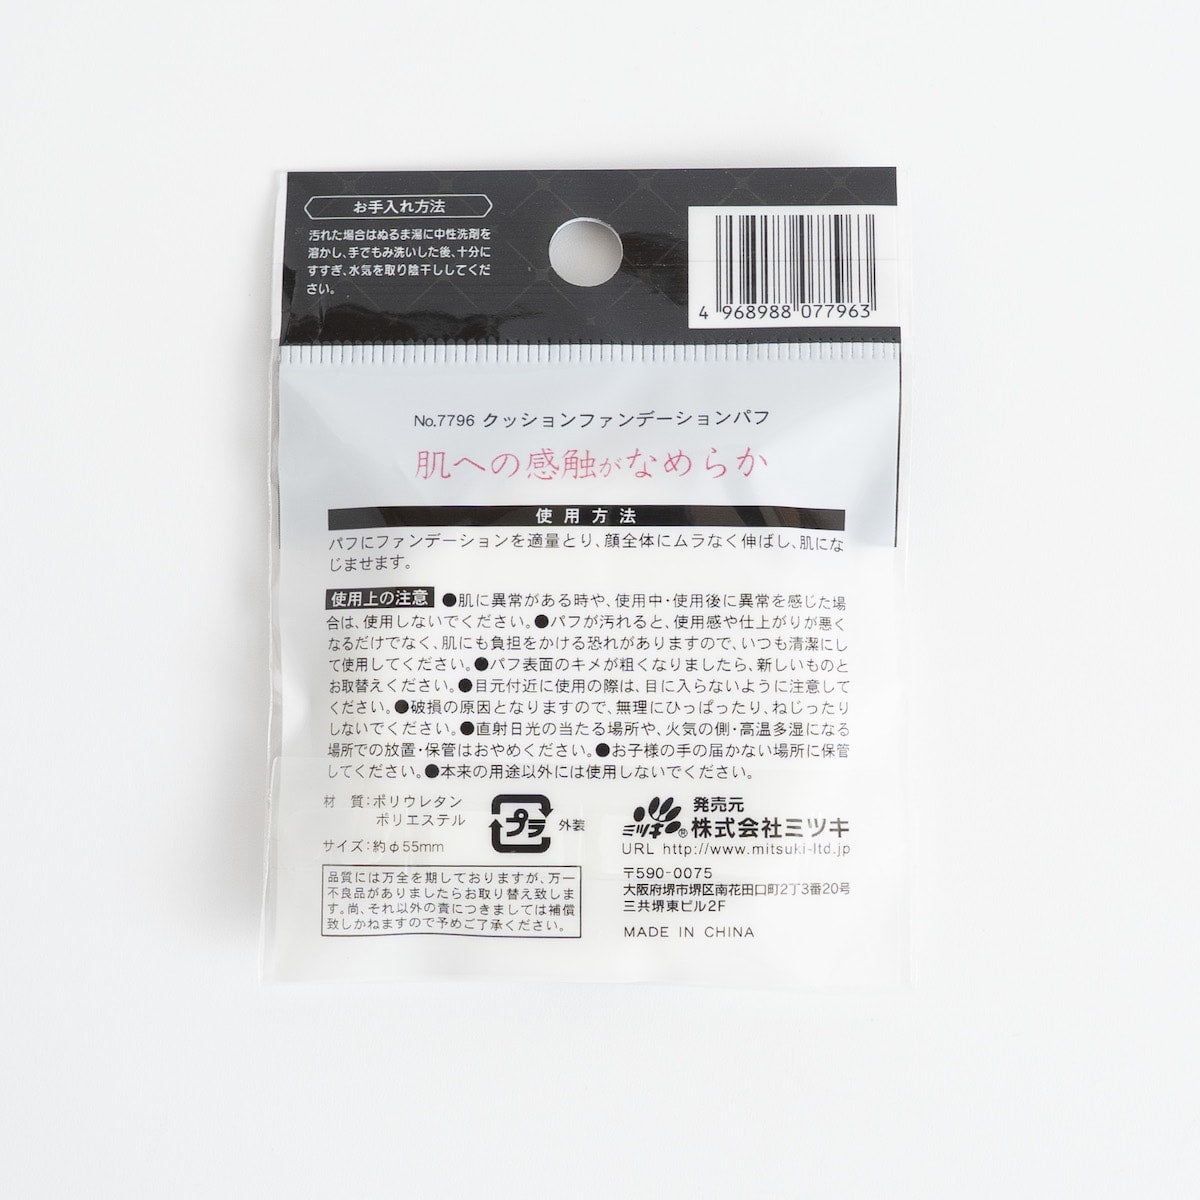 お手入れ方法
汚れた場合はぬるま湯に中性洗剤を
溶かし、手でもみ洗いした後、十分に
すすぎ、水気を取り陰干ししてくだ
さい。
4 968988 077963
No.7796 クッションファンデーションパフ
肌への感触がなめらか
使用方法
パフにファンデーションを適量とり、顔全体にムラなく伸ばし、肌にな
じませます。
使用上の注意 ●肌に異常がある時や、使用中・使用後に異常を感じた場
合は、使用しないでください。●パフが汚れると、使用感や仕上がりが悪く
なるだけでなく、肌にも負担をかける恐れがありますので、いつも清潔にし
て使用してください。●パフ表面のキメが粗くなりましたら、新しいものと
お取替えください。●目元付近に使用の際は、目に入らないように注意して
ください。●破損の原因となりますので、無理にひっぱったり、ねじったり
しないでください。●直射日光の当たる場所や、火気の側・高温多湿になる
場所での放置・保管はおやめください。●お子様の手の届かない場所に保管
してください。●本来の用途以外には使用しないでください。
材 質:ポリウレタン
ポリエステル
サイズ:約φ55mm
プラ
外装
品質には万全を期しておりますが、万一
不良品がありましたらお取り替え致しま
す。尚、それ以外の責につきましては補償
致しかねますので予めご了承ください。
ミツキ®
発売元
株式会社ミツキ
URL http://www.mitsuki-ltd.jp
〒590-0075
大阪府堺市堺区南花田口町2丁3番20号
三共堺東ビル2F
MADE IN CHINA